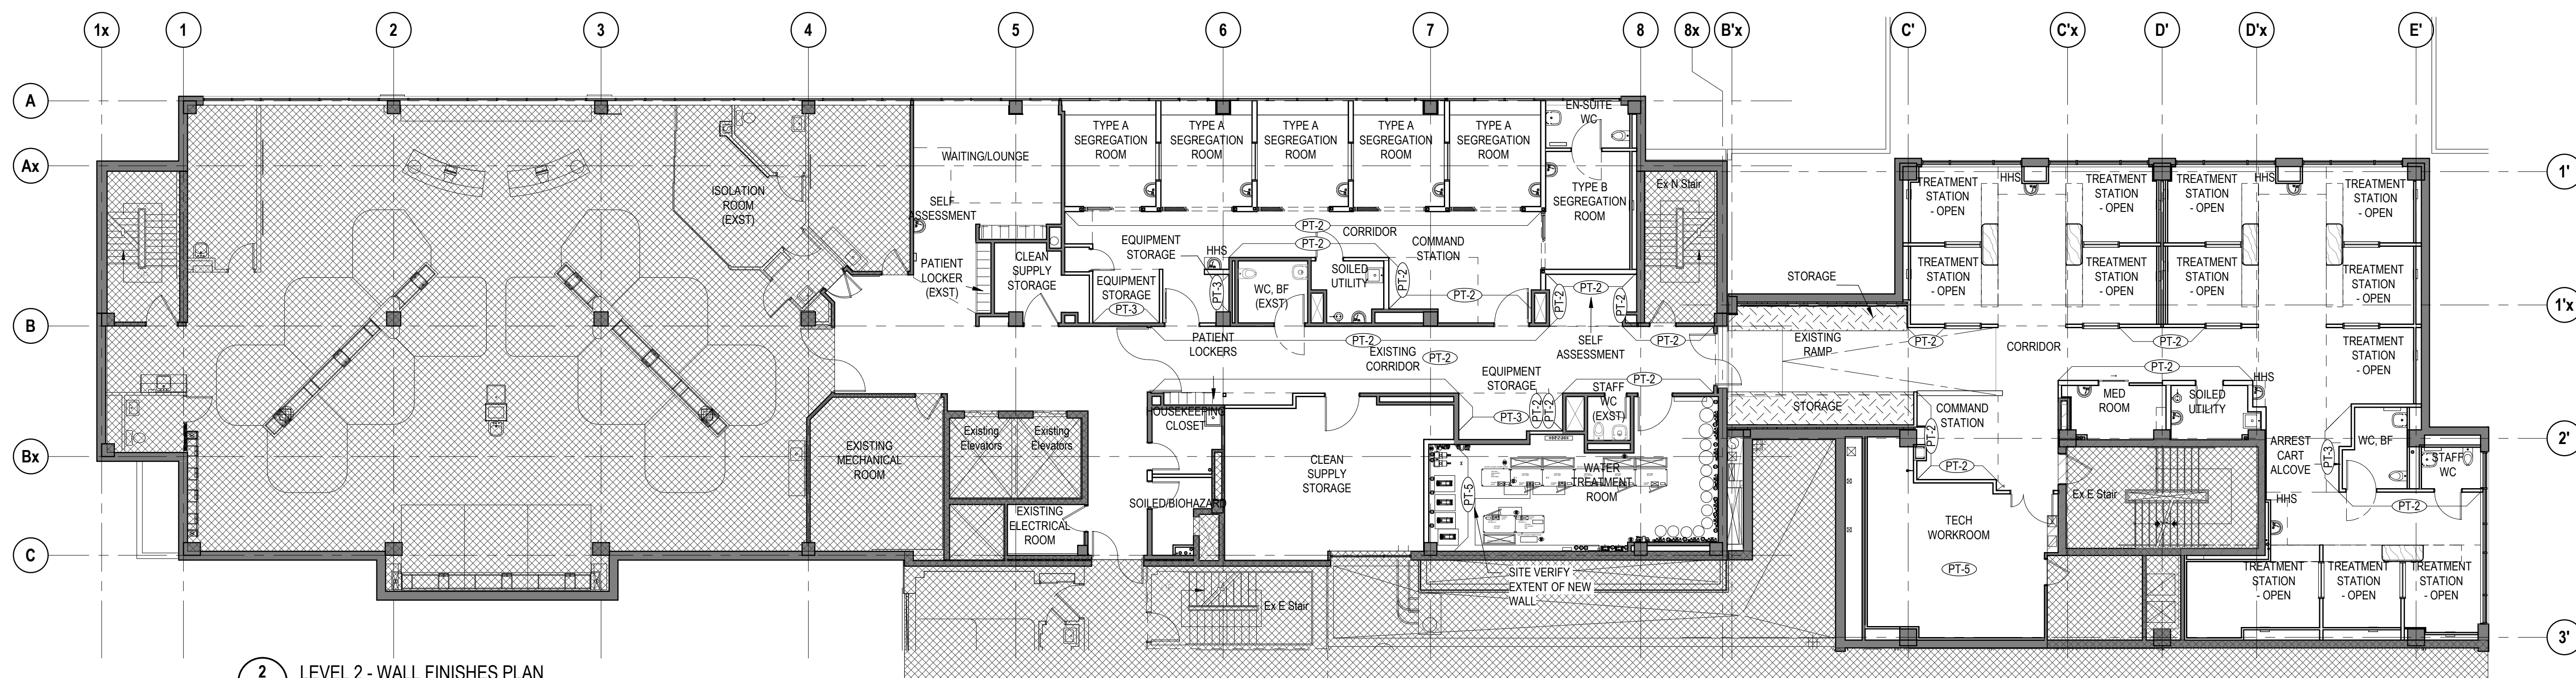 1x
1
2
3
4
5
6
7
8
8x
B'x
C'
C'x
D'
D'x
E'
A
Ax
B
Bx
C
1'
1'x
2'
3'
ISOLATION
ROOM
(EXST)
WAITING/LOUNGE
SELF
ASSESSMENT
PATIENT
LOCKER
(EXST)
CLEAN
SUPPLY
STORAGE
TYPE A
SEGREGATION
ROOM
TYPE A
SEGREGATION
ROOM
TYPE A
SEGREGATION
ROOM
TYPE A
SEGREGATION
ROOM
TYPE A
SEGREGATION
ROOM
EN-SUITE
WC
TYPE B
SEGREGATION
ROOM
Ex N Stair
PT-2
CORRIDOR
PT-2
EQUIPMENT
STORAGE
HHS
EQUIPMENT
STORAGE
PT-3
PT-3
WC, BF
(EXST)
SOILED
UTILITY
PT-2
COMMAND
STATION
PT-2
PT-2
PT-2
PT-2
PATIENT
LOCKERS
PT-2
EXISTING
CORRIDOR
PT-2
SELF
ASSESSMENT
PT-2
EQUIPMENT
STORAGE
PT-3
PT-2
PT-2
STAFF
WC
(EXST)
PT-2
EXISTING
MECHANICAL
ROOM
Existing
Elevators
Existing
Elevators
EXISTING
ELECTRICAL
ROOM
HOUSEKEEPING
CLOSET
SOILED/BIOHAZARD
CLEAN
SUPPLY
STORAGE
PT-5
WATER
TREATMENT
ROOM
SITE VERIFY
EXTENT OF NEW
WALL
Ex E Stair
STORAGE
EXISTING
RAMP
STORAGE
TREATMENT
STATION
- OPEN
HHS
TREATMENT
STATION
- OPEN
TREATMENT
STATION
- OPEN
HHS
TREATMENT
STATION
- OPEN
TREATMENT
STATION
- OPEN
TREATMENT
STATION
- OPEN
TREATMENT
STATION
- OPEN
TREATMENT
STATION
- OPEN
PT-2
CORRIDOR
PT-2
PT-2
TREATMENT
STATION
- OPEN
HHS
MED
ROOM
SOILED
UTILITY
COMMAND
STATION
PT-2
PT-2
ARREST
CART
ALCOVE
PT-3
WC, BF
STAFF
WC
PT-2
HHS
Ex E Stair
TECH
WORKROOM
PT-5
TREATMENT
STATION
- OPEN
TREATMENT
STATION
- OPEN
TREATMENT
STATION
- OPEN
2
LEVEL 2 - WALL FINISHES PLAN